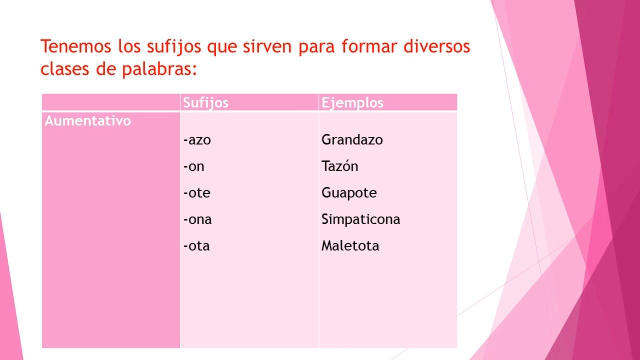 Tenemos los sufijos que sirven para formar diversos
clases de palabras:
Sufijos Ejemplos
Aumentativo
-azo Grandazo
-on Tazón
-ote Guapote
-ona Simpaticona
-ota Maletota